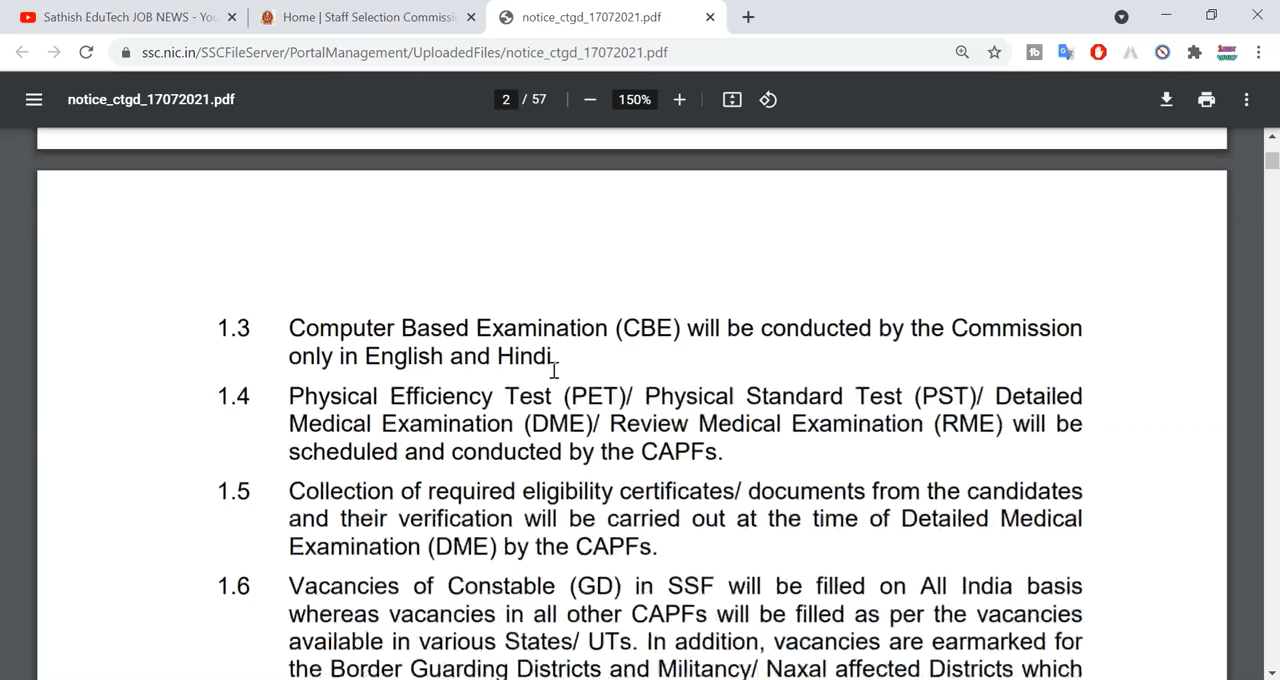 Sathish EduTech JOB NEWS - You
Home | Staff Selection Commissi
notice_ctgd_17072021.pdf
ssc.nic.in/SSCFileServer/PortalManagement/UploadedFiles/notice_ctgd_17072021.pdf
notice_ctgd_17072021.pdf
2 / 57
150%
1.3 Computer Based Examination (CBE) will be conducted by the Commission
only in English and Hindi.
1.4 Physical Efficiency Test (PET)/ Physical Standard Test (PST)/ Detailed
Medical Examination (DME)/ Review Medical Examination (RME) will be
scheduled and conducted by the CAPFs.
1.5 Collection of required eligibility certificates/ documents from the candidates
and their verification will be carried out at the time of Detailed Medical
Examination (DME) by the CAPFs.
1.6 Vacancies of Constable (GD) in SSF will be filled on All India basis
whereas vacancies in all other CAPFs will be filled as per the vacancies
available in various States/ UTs. In addition, vacancies are earmarked for
the Border Guarding Districts and Militancy/ Naxal affected Districts which